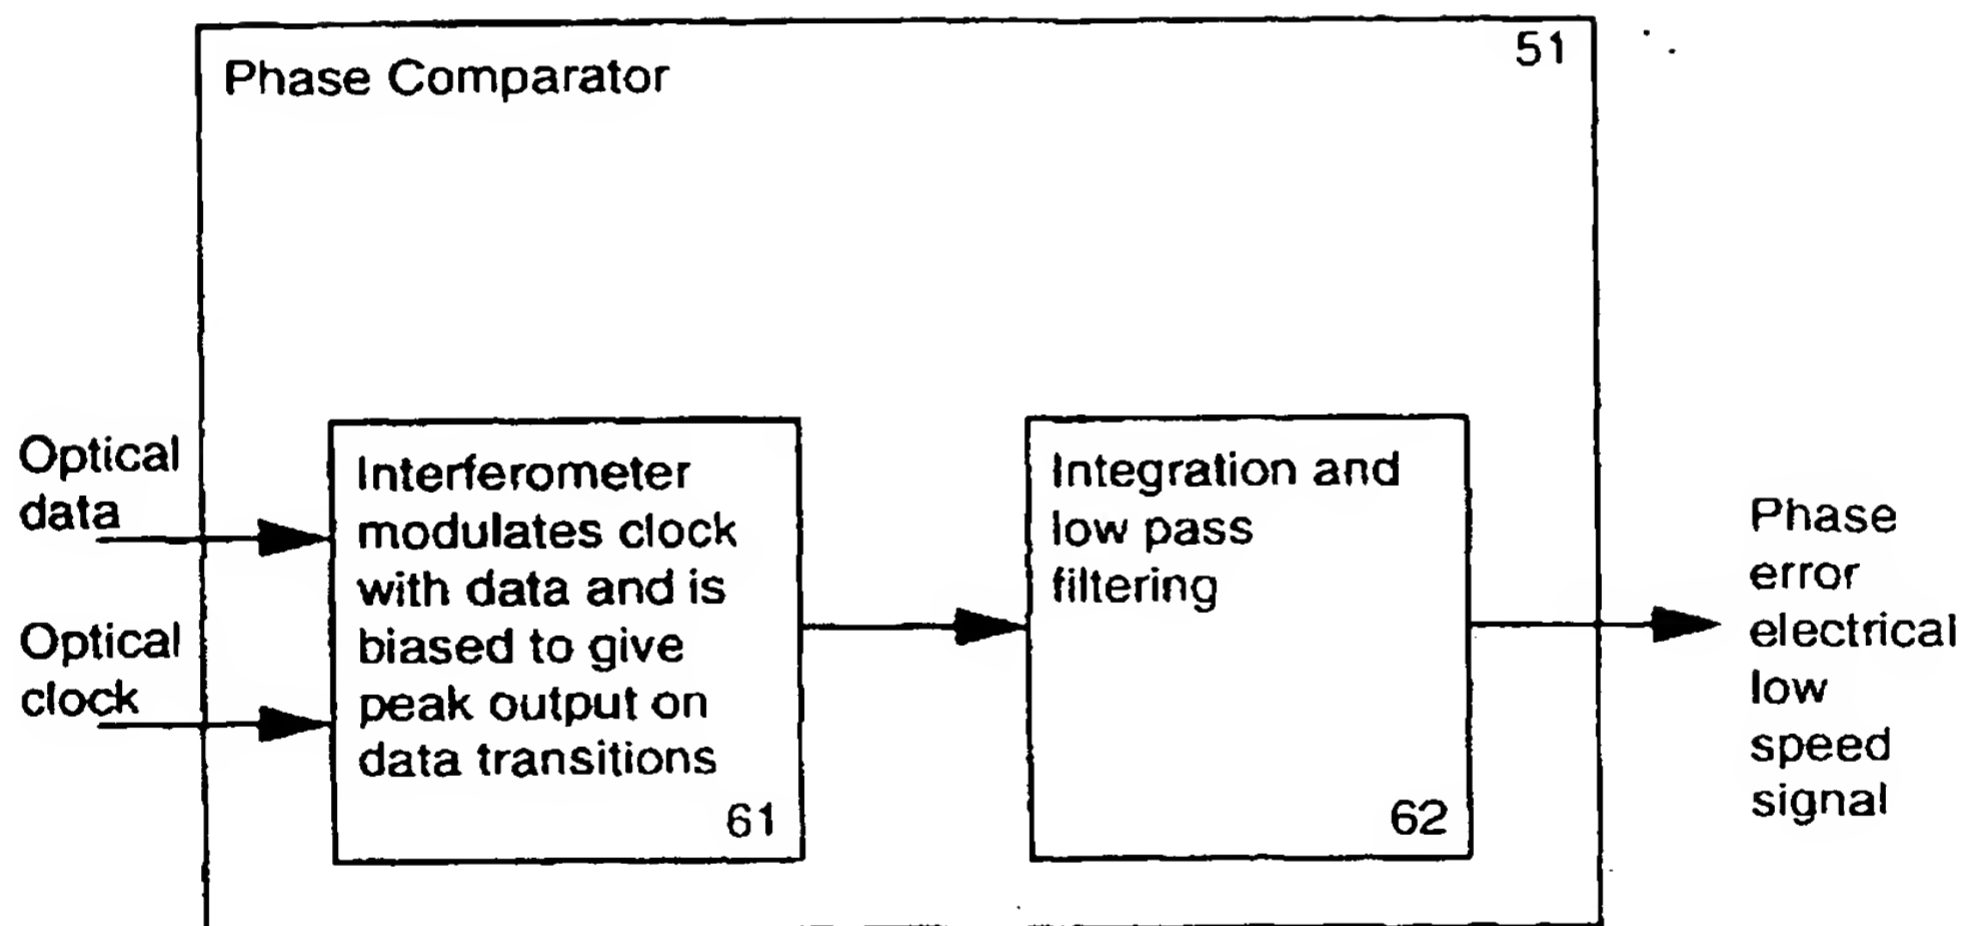 51
Phase Comparator
Optical
data
Optical
clock
Interferometer
modulates clock
with data and is
biased to give
peak output on
data transitions
61
Integration and
low pass
filtering
62
Phase
error
electrical
low
speed
signal